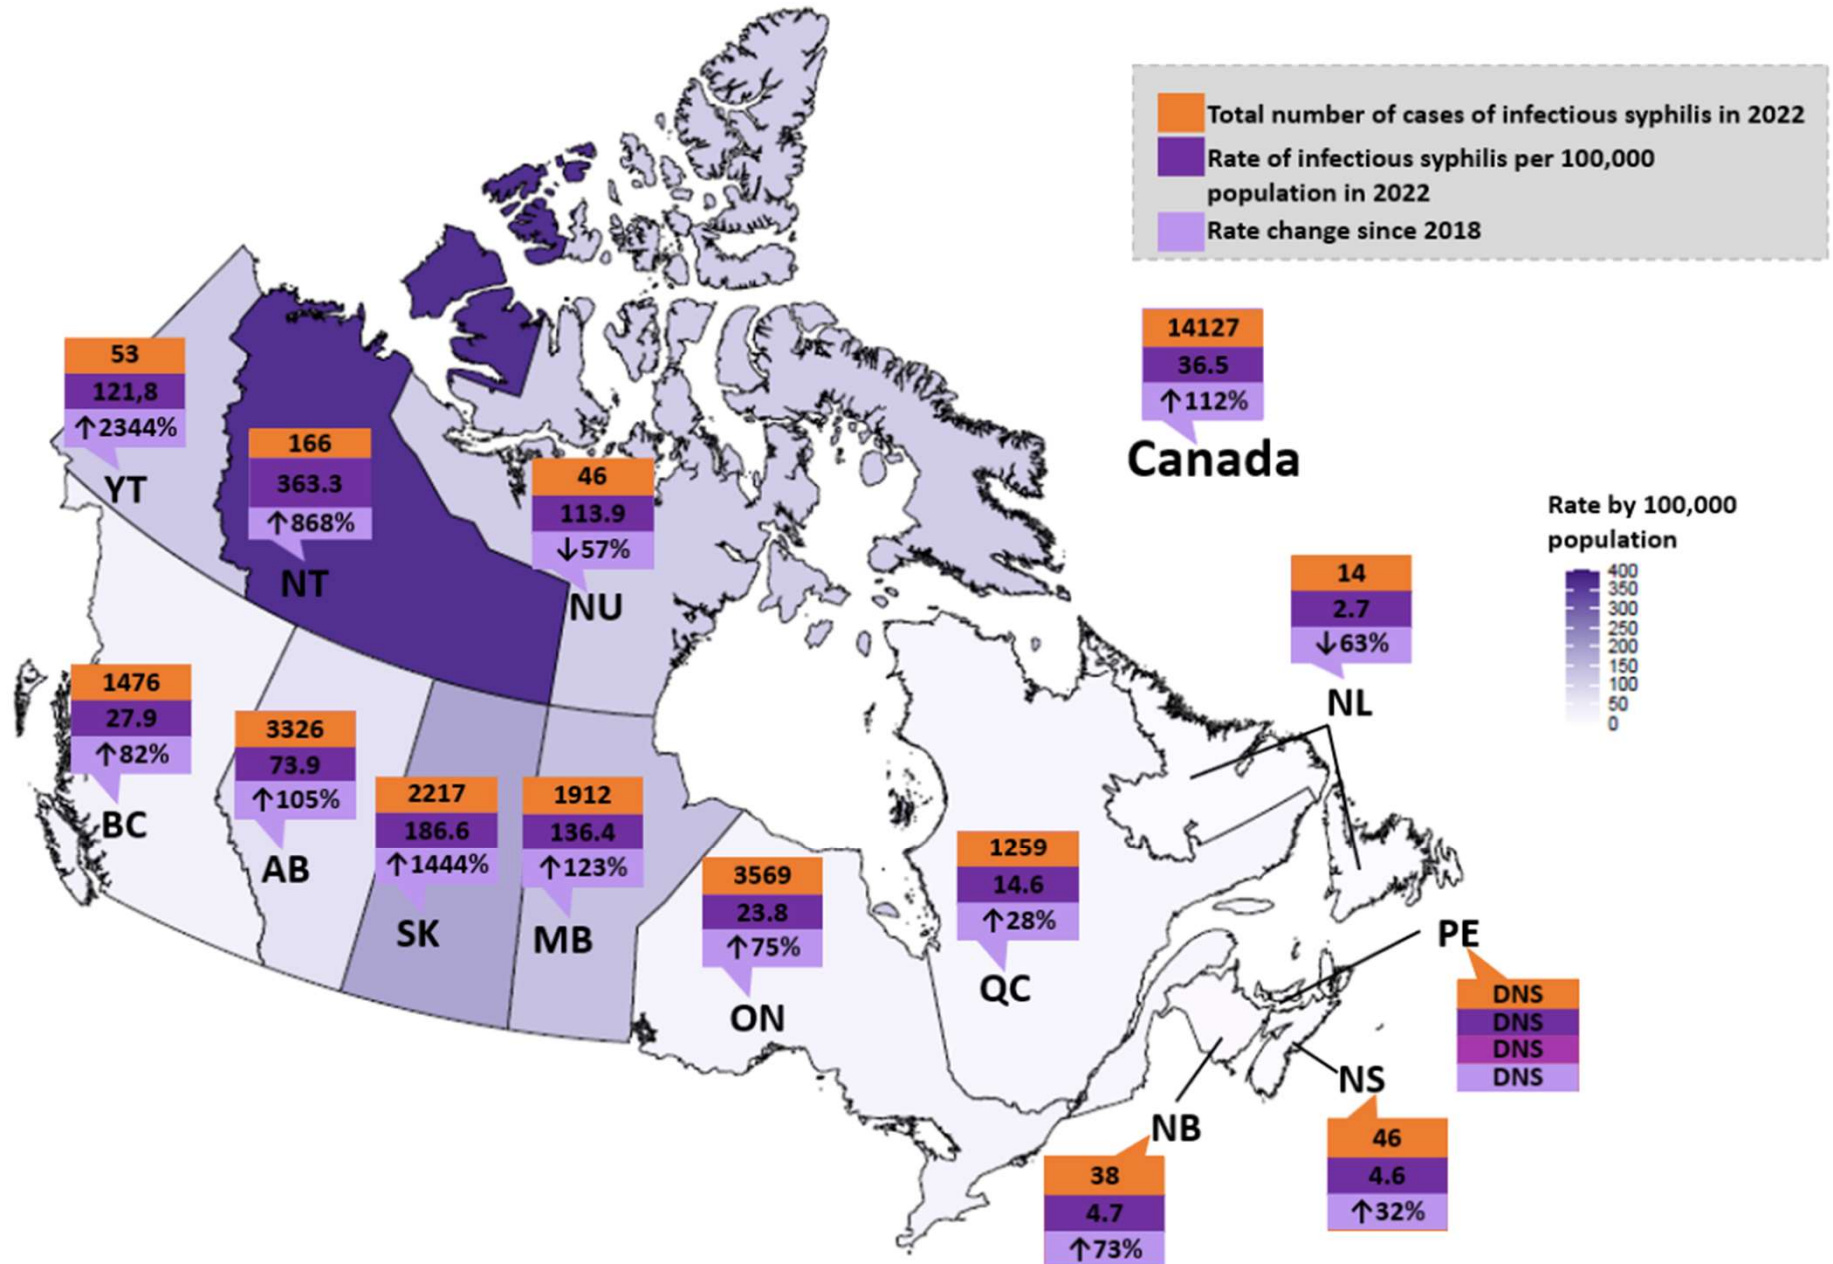 Total number of cases of infectious syphilis in 2022
Rate of infectious syphilis per 100,000
population in 2022
Rate change since 2018
14127
36.5
↑112%
Canada
53
121,8
↑2344%
YT
166
363.3
↑868%
NT
46
113.9
↓57%
NU
Rate by 100,000
population
400
350
300
250
200
150
100
50
0
14
2.7
↓63%
NL
1476
27.9
↑82%
BC
3326
73.9
↑105%
AB
2217
186.6
↑1444%
SK
1912
136.4
↑123%
MB
3569
23.8
↑75%
ON
1259
14.6
↑28%
QC
PE
DNS
DNS
DNS
DNS
NS
46
4.6
↑32%
NB
38
4.7
↑73%